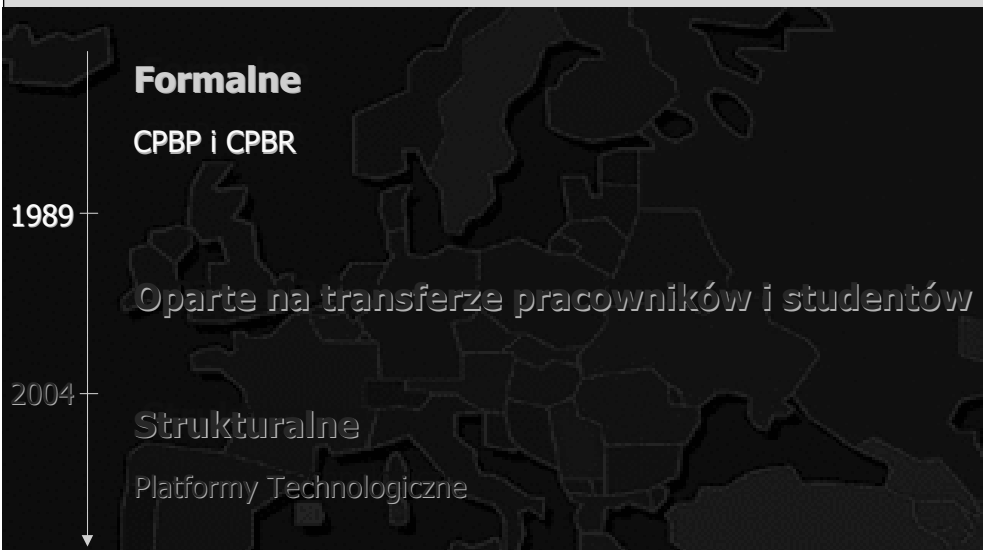 Formalne
CPBP i CPBR
1989
Oparte na transferze pracowników i studentów
2004
Strukturalne
Platformy Technologiczne